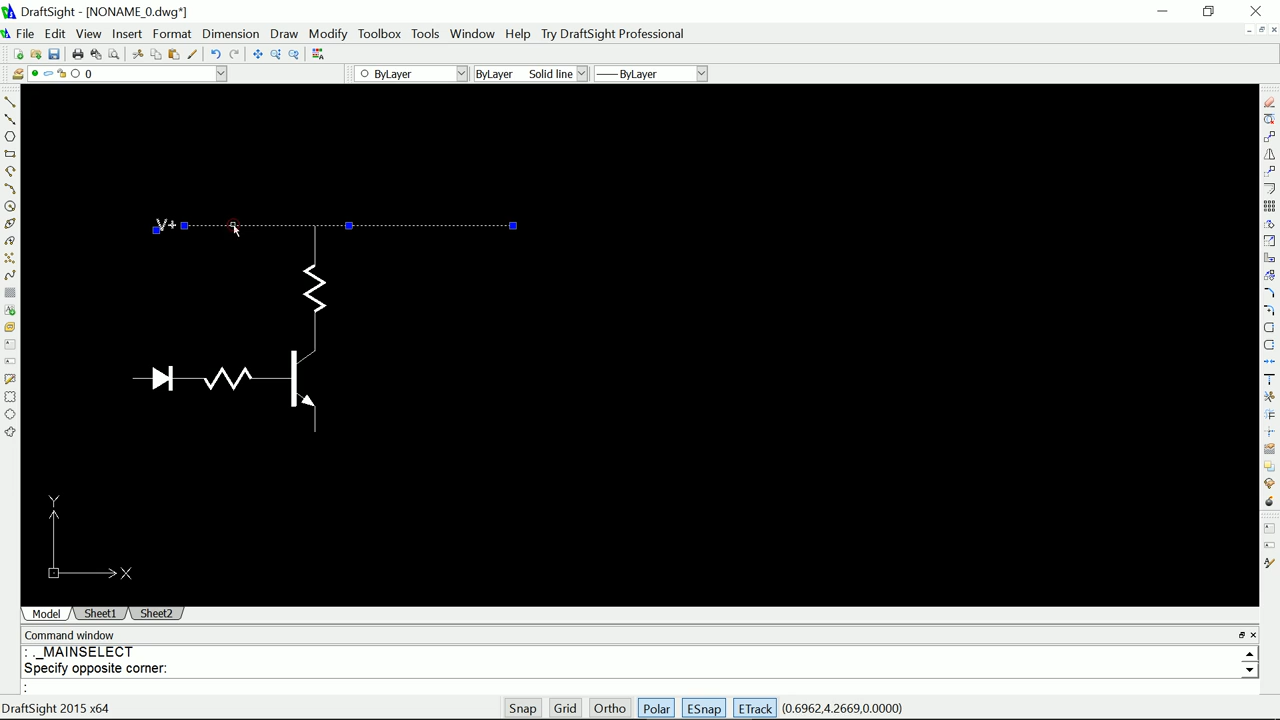 DraftSight - [NONAME_0.dwg*]
File Edit View Insert Format Dimension Draw Modify Toolbox Tools Window Help Try DraftSight Professional
0 ByLayer ByLayer Solid line ByLayer
V+
Y
X
Model Sheet1 Sheet2
Command window
: ._MAINSELECT
Specify opposite corner:
:
DraftSight 2015 x64 Snap Grid Ortho Polar ESnap ETrack (0.6962,4.2669,0.0000)